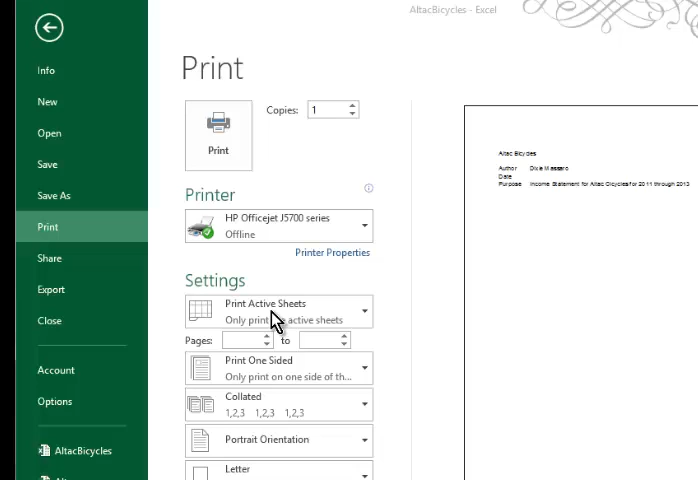 AltacBicycles - Excel
Info
New
Open
Save
Save As
Print
Share
Export
Close
Account
Options
AltacBicycles
Print
Print
Copies: 1
Printer
HP Officejet J5700 series
Offline
Printer Properties
Settings
Print Active Sheets
Only print active sheets
Pages: to
Print One Sided
Only print on one side of th...
Collated
1,2,3 1,2,3 1,2,3
Portrait Orientation
Letter
Altac Bicycles
Author Dixie Massaro
Date
Purpose Income Statement for Altac Cicycles for 2011 through 2013